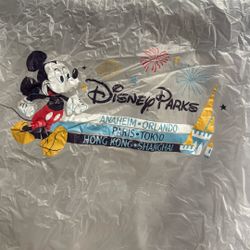 Disney Parks
ANAHEIM • ORLANDO
PARIS • TOKYO
HONG KONG • SHANGHAI